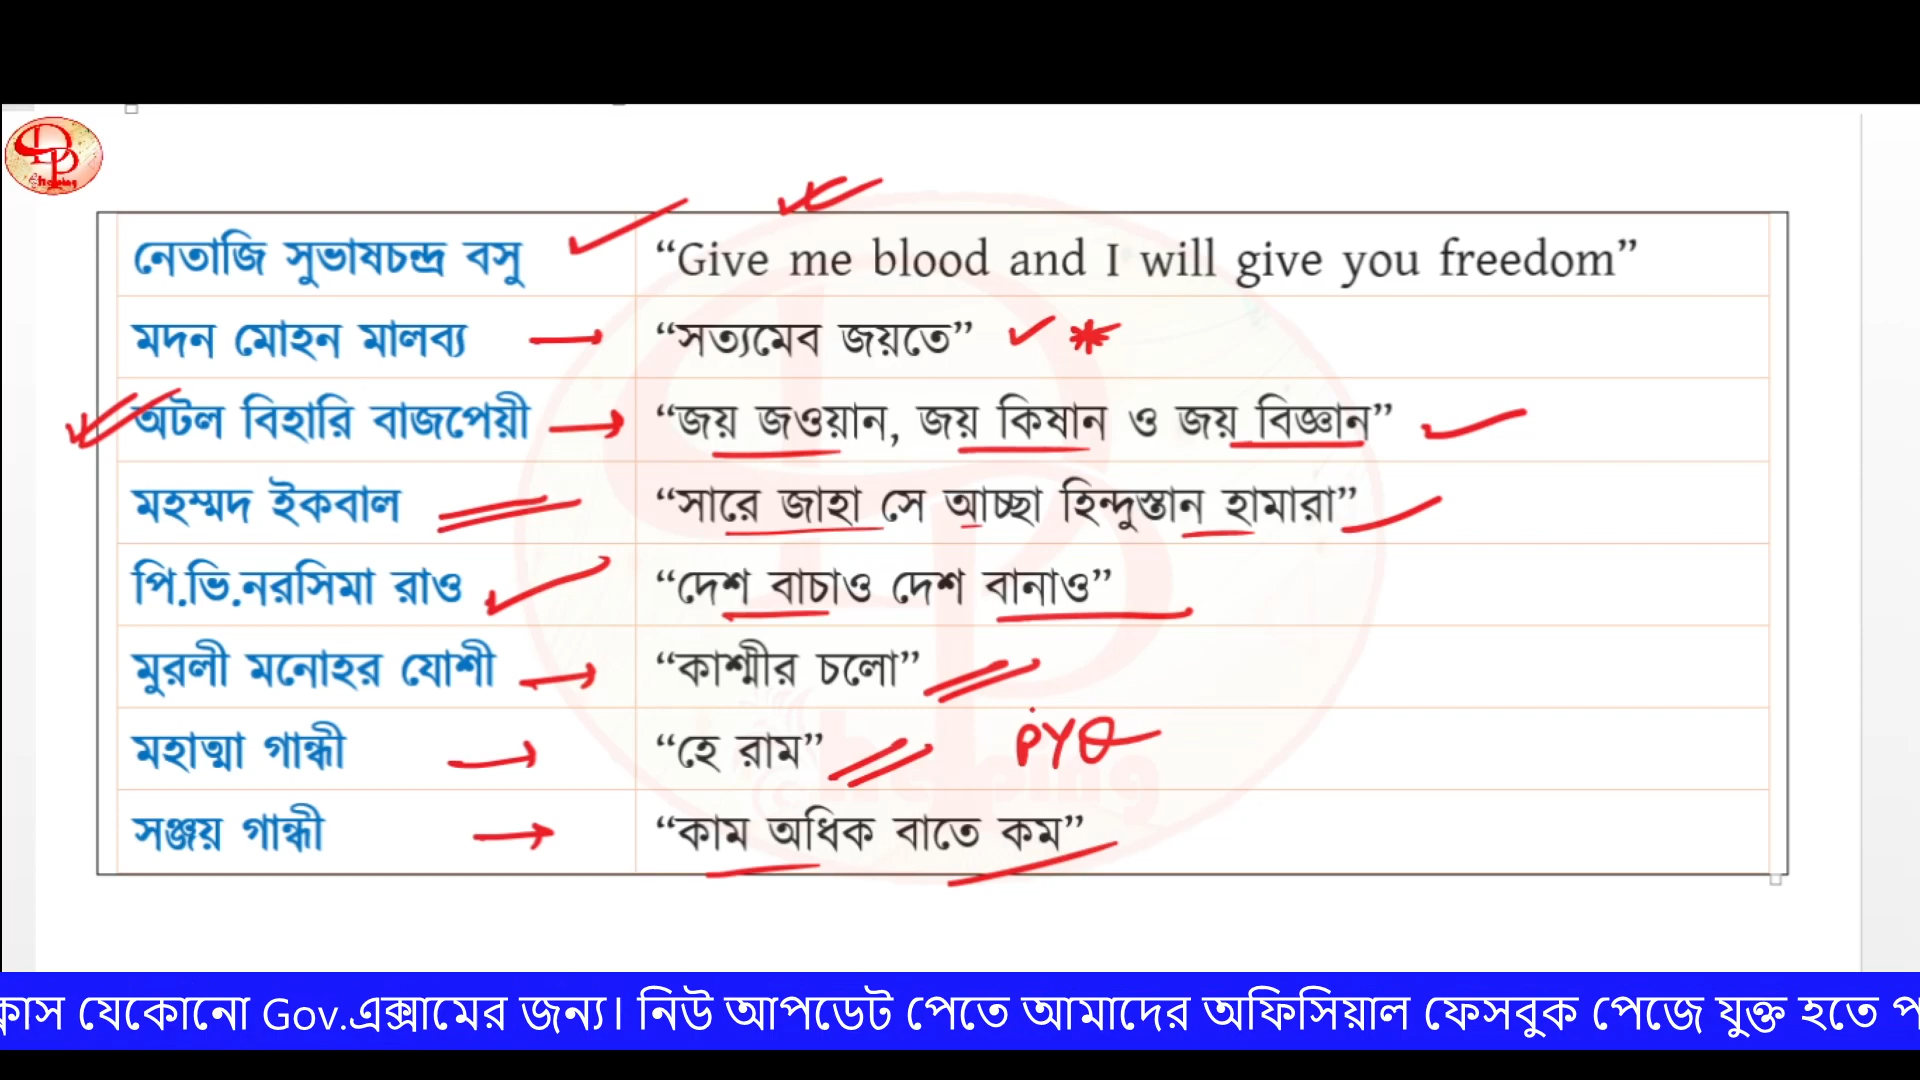 নেতাজি সুভাষচন্দ্র বসু “Give me blood and I will give you freedom”
মদন মোহন মালব্য “সত্যমেব জয়তে”
অটল বিহারি বাজপেয়ী “জয় জওয়ান, জয় কিষান ও জয় বিজ্ঞান”
মহম্মদ ইকবাল “সারে জাহা সে আচ্ছা হিন্দুস্তান হামারা”
পি.ভি.নরসিমা রাও “দেশ বাচাও দেশ বানাও”
মুরলী মনোহর যোশী “কাশ্মীর চলো”
মহাত্মা গান্ধী “হে রাম” PYQ
সঞ্জয় গান্ধী “কাম অধিক বাতে কম”
যেকোনো Gov.এক্সামের জন্য। নিউ আপডেট পেতে আমাদের অফিসিয়াল ফেসবুক পেজে যুক্ত হতে